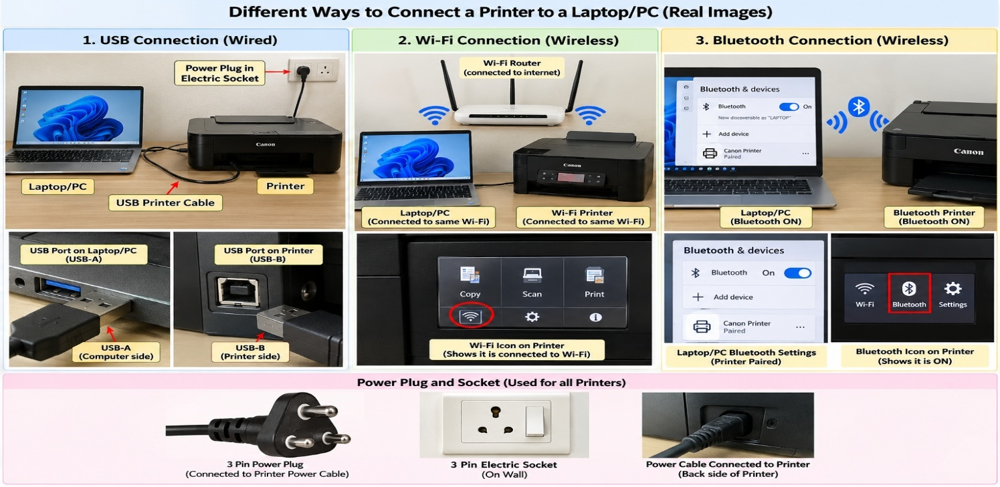 Different Ways to Connect a Printer to a Laptop/PC (Real Images)
1. USB Connection (Wired)
Power Plug in
Electric Socket
Canon
Laptop/PC
Printer
USB Printer Cable
USB Port on Laptop/PC
(USB-A)
USB-A
(Computer side)
USB Port on Printer
(USB-B)
USB-B
(Printer side)
2. Wi-Fi Connection (Wireless)
Wi-Fi Router
(connected to internet)
Canon
Laptop/PC
(Connected to same Wi-Fi)
Wi-Fi Printer
(Connected to same Wi-Fi)
Copy
Scan
Print
Wi-Fi Icon on Printer
(Shows it is connected to Wi-Fi)
3. Bluetooth Connection (Wireless)
Bluetooth & devices
Bluetooth On
Now discoverable as "LAPTOP"
Add device
Canon Printer
Paired
Canon
Laptop/PC
(Bluetooth ON)
Bluetooth Printer
(Bluetooth ON)
Bluetooth & devices
Bluetooth On
Add device
Canon Printer
Paired
Laptop/PC Bluetooth Settings
(Printer Paired)
Wi-Fi
Bluetooth
Settings
Bluetooth Icon on Printer
(Shows it is ON)
Power Plug and Socket (Used for all Printers)
3 Pin Power Plug
(Connected to Printer Power Cable)
3 Pin Electric Socket
(On Wall)
Power Cable Connected to Printer
(Back side of Printer)